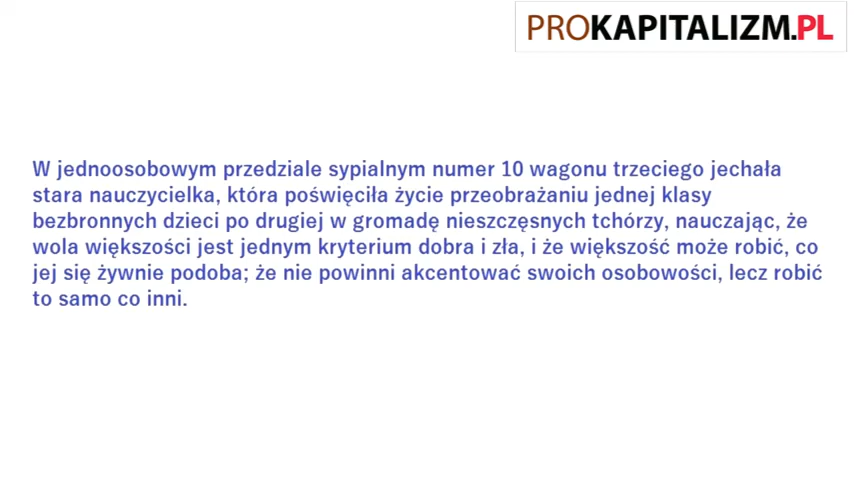 PROKAPITALIZM.PL
W jednoosobowym przedziale sypialnym numer 10 wagonu trzeciego jechała
stara nauczycielka, która poświęciła życie przeobrażaniu jednej klasy
bezbronnych dzieci po drugiej w gromadę nieszczęsnych tchórzy, nauczając, że
wola większości jest jednym kryterium dobra i zła, i że większość może robić, co
jej się żywnie podoba; że nie powinni akcentować swoich osobowości, lecz robić
to samo co inni.